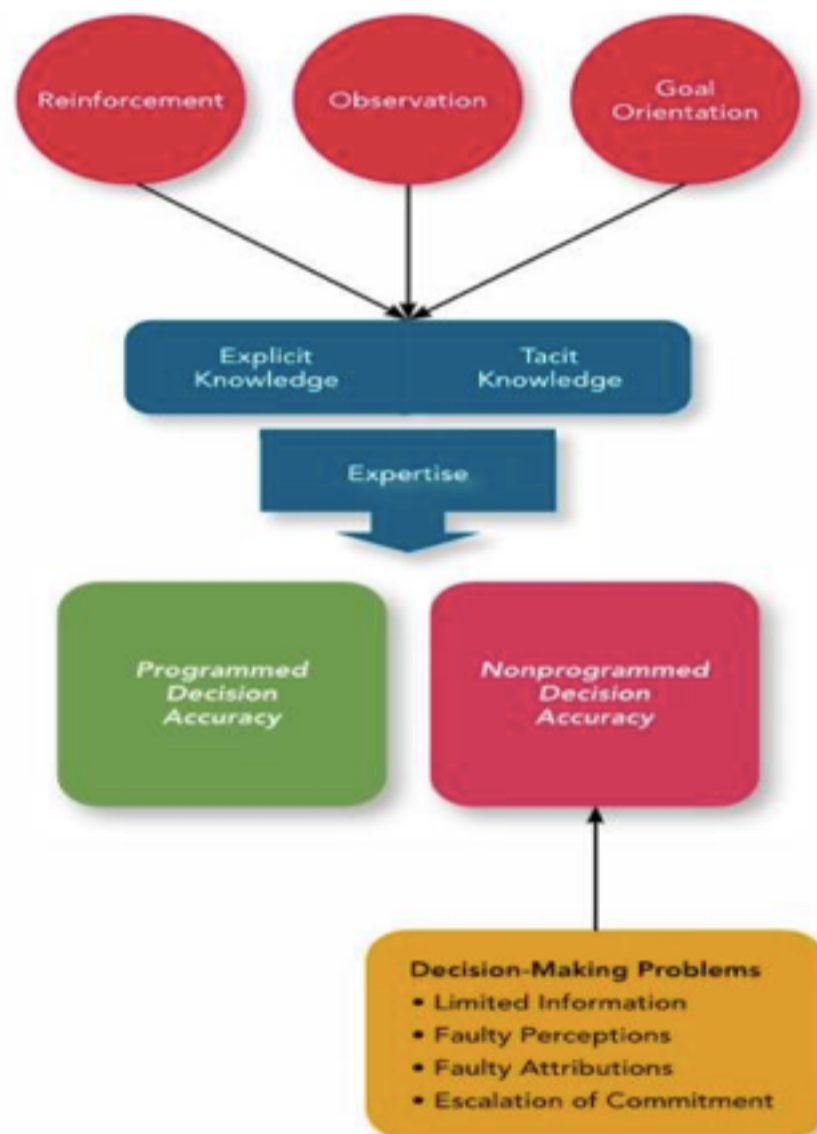 Reinforcement
Observation
Goal
Orientation
Explicit
Knowledge
Tacit
Knowledge
Expertise
Programmed
Decision
Accuracy
Nonprogrammed
Decision
Accuracy
Decision-Making Problems
• Limited Information
• Faulty Perceptions
• Faulty Attributions
• Escalation of Commitment